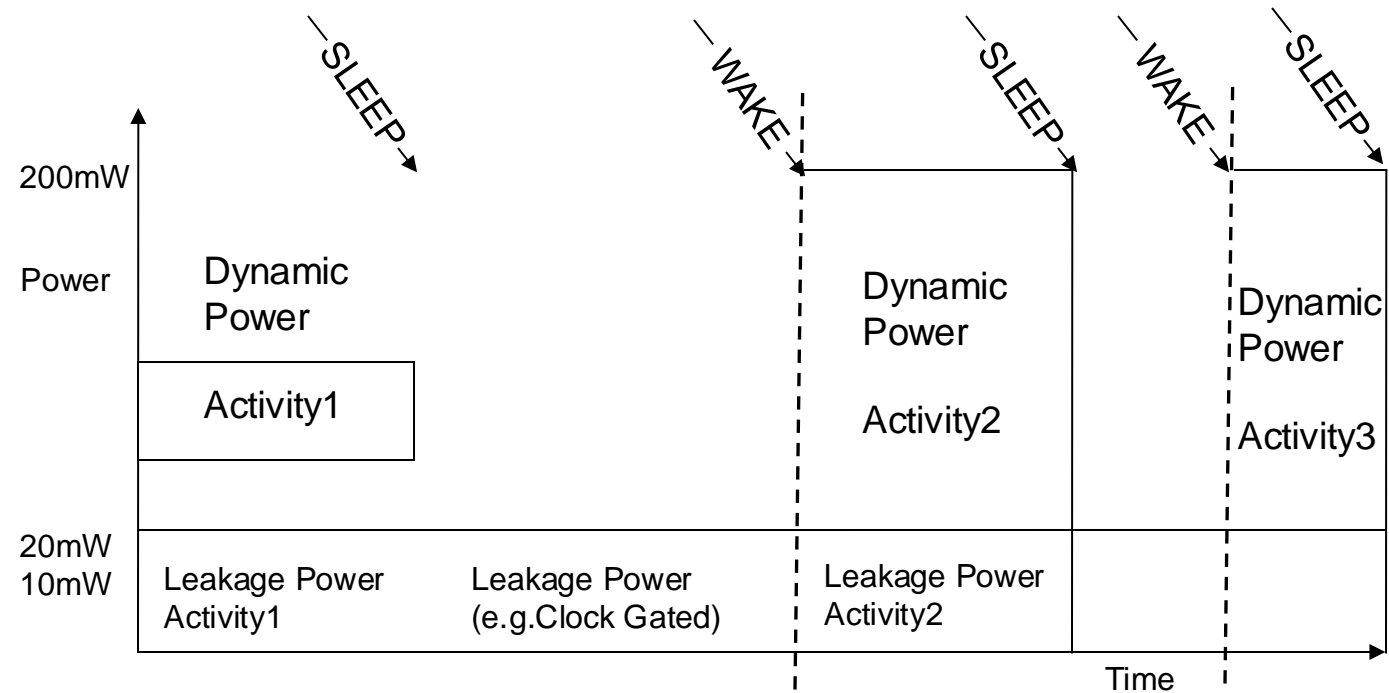 SLEEP
WAKE
SLEEP
WAKE
SLEEP
200mW
Power
Dynamic
Power
Activity1
Dynamic
Power
Activity2
Dynamic
Power
Activity3
20mW
10mW
Leakage Power
Activity1
Leakage Power
(e.g.Clock Gated)
Leakage Power
Activity2
Time